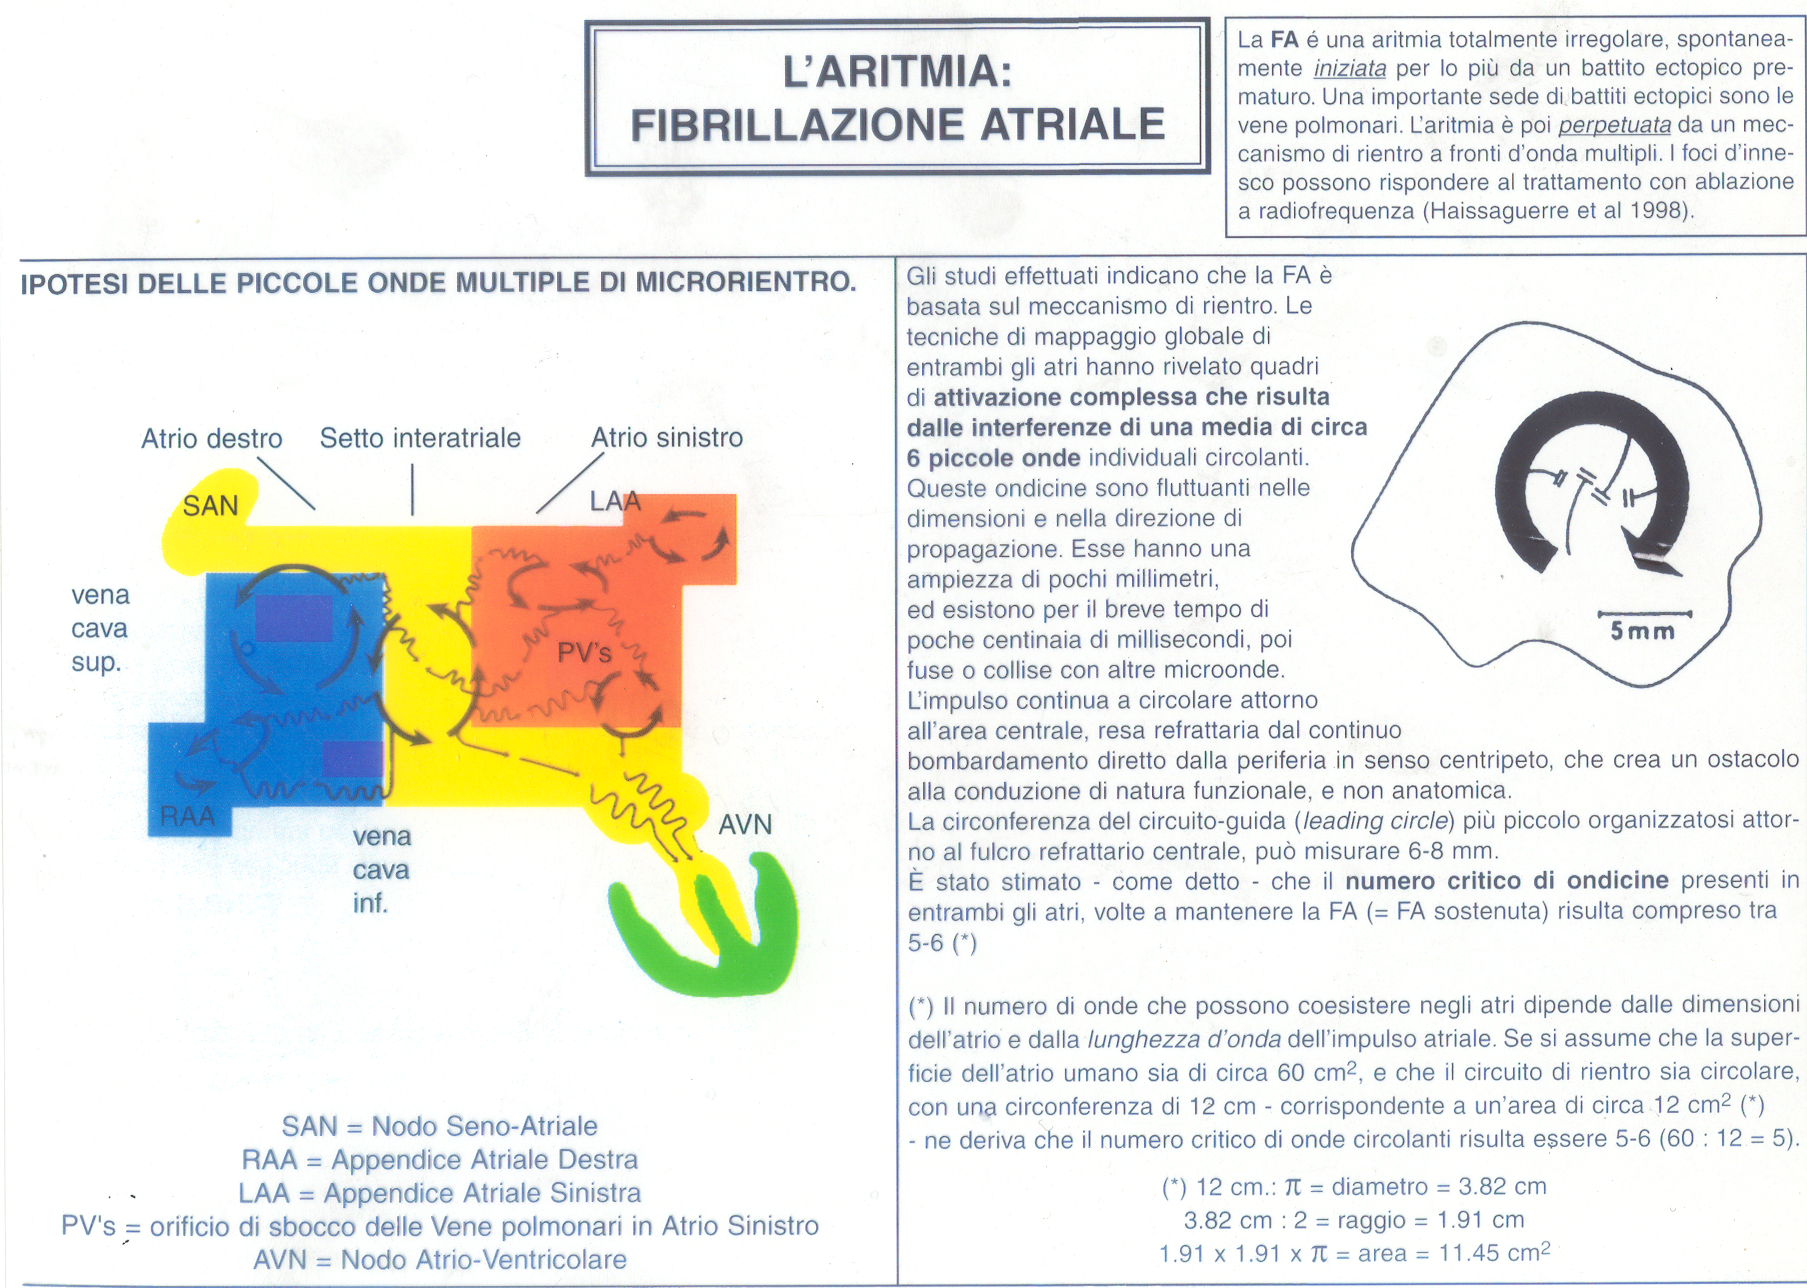 L'ARITMIA:
FIBRILLAZIONE ATRIALE
La FA é una aritmia totalmente irregolare, spontanea-
mente iniziata per lo più da un battito ectopico pre-
maturo. Una importante sede di battiti ectopici sono le
vene polmonari. L'aritmia è poi perpetuata da un mec-
canismo di rientro a fronti d'onda multipli. I foci d'inne-
sco possono rispondere al trattamento con ablazione
a radiofrequenza (Haissaguerre et al 1998).
IPOTESI DELLE PICCOLE ONDE MULTIPLE DI MICRORIENTRO.
Atrio destro
Setto interatriale
Atrio sinistro
SAN
LAA
vena
cava
sup.
PV's
RAA
vena
cava
inf.
AVN
SAN = Nodo Seno-Atriale
RAA = Appendice Atriale Destra
LAA = Appendice Atriale Sinistra
PV's = orificio di sbocco delle Vene polmonari in Atrio Sinistro
AVN = Nodo Atrio-Ventricolare
Gli studi effettuati indicano che la FA è
basata sul meccanismo di rientro. Le
tecniche di mappaggio globale di
entrambi gli atri hanno rivelato quadri
di attivazione complessa che risulta
dalle interferenze di una media di circa
6 piccole onde individuali circolanti.
Queste ondicine sono fluttuanti nelle
dimensioni e nella direzione di
propagazione. Esse hanno una
ampiezza di pochi millimetri,
ed esistono per il breve tempo di
poche centinaia di millisecondi, poi
fuse o collise con altre microonde.
L'impulso continua a circolare attorno
all'area centrale, resa refrattaria dal continuo
bombardamento diretto dalla periferia in senso centripeto, che crea un ostacolo
alla conduzione di natura funzionale, e non anatomica.
La circonferenza del circuito-guida (leading circle) più piccolo organizzatosi attor-
no al fulcro refrattario centrale, può misurare 6-8 mm.
È stato stimato - come detto - che il numero critico di ondicine presenti in
entrambi gli atri, volte a mantenere la FA (= FA sostenuta) risulta compreso tra
5-6 (*)
5mm
(*) Il numero di onde che possono coesistere negli atri dipende dalle dimensioni
dell'atrio e dalla lunghezza d'onda dell'impulso atriale. Se si assume che la super-
ficie dell'atrio umano sia di circa 60 cm², e che il circuito di rientro sia circolare,
con una circonferenza di 12 cm - corrispondente a un'area di circa 12 cm² (*)
- ne deriva che il numero critico di onde circolanti risulta essere 5-6 (60 : 12 = 5).
(*) 12 cm.: π = diametro = 3.82 cm
3.82 cm : 2 = raggio = 1.91 cm
1.91 x 1.91 x π = area = 11.45 cm²